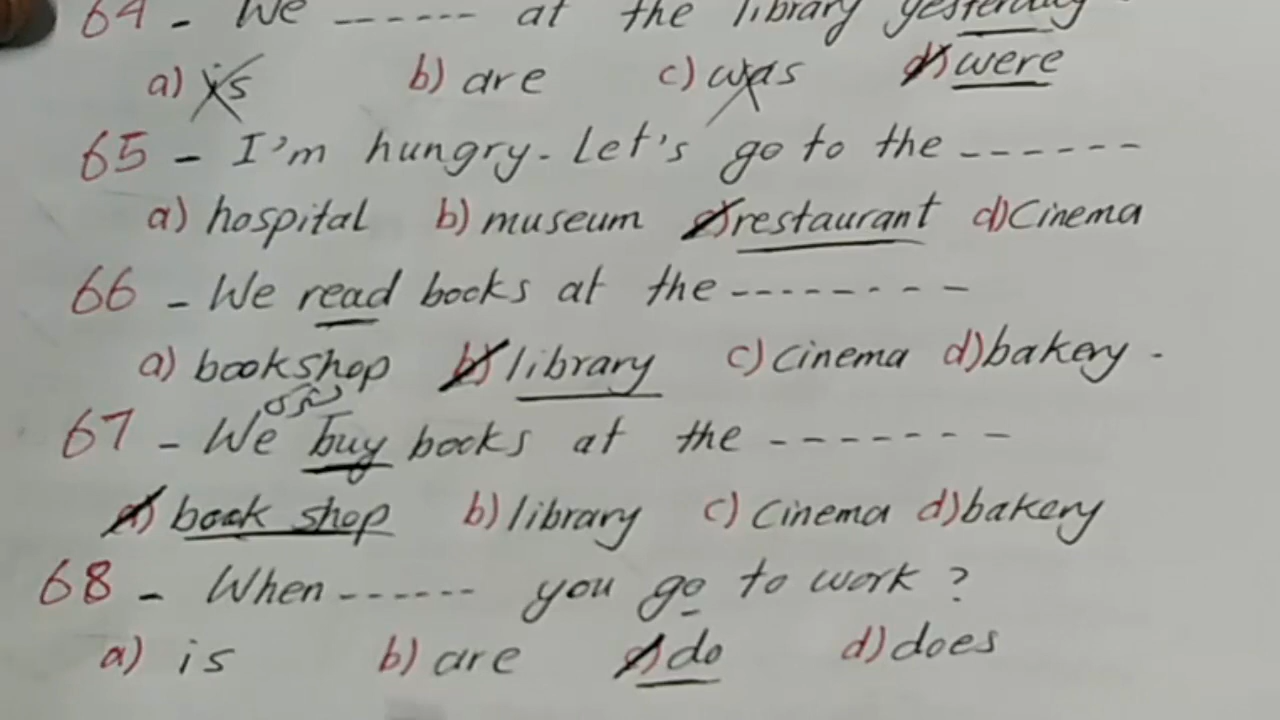 64 - We ------ at the library yesterday
a) is b) are c) was d) were
65 - I'm hungry. Let's go to the ------
a) hospital b) museum c) restaurant d) Cinema
66 - We read books at the --------
a) bookshop b) library c) Cinema d) bakery.
نشتري
67 - We buy books at the -------
a) book shop b) library c) Cinema d) bakery
68 - When ------ you go to work ?
a) is b) are c) do d) does